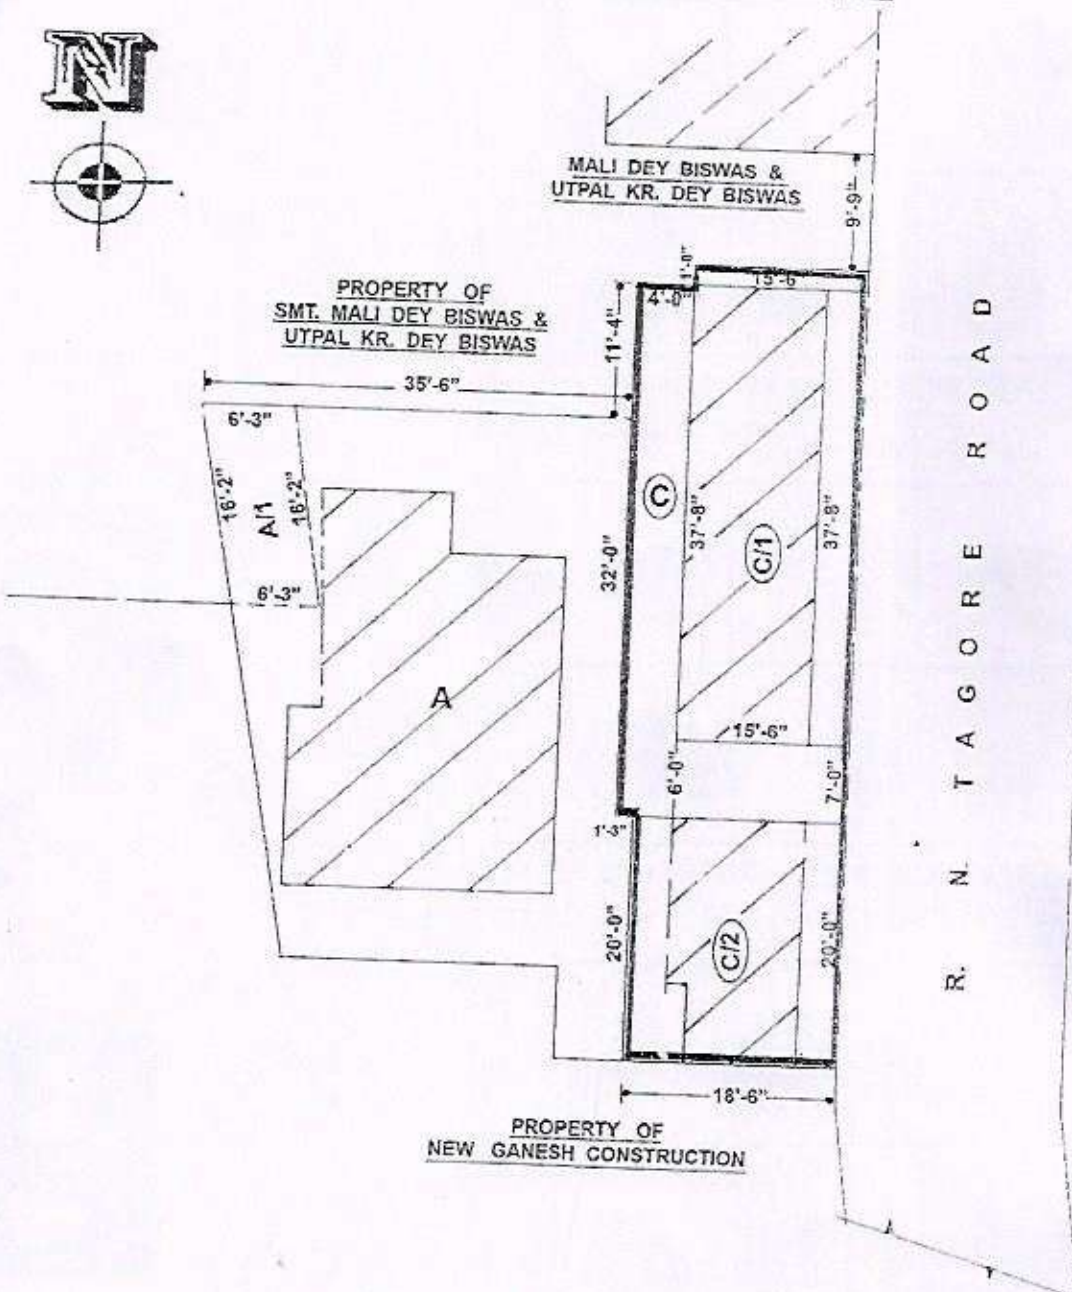 N
MALI DEY BISWAS &
UTPAL KR. DEY BISWAS
9'-9"
1'-0"
15'-6
4'-0"
PROPERTY OF
SMT. MALI DEY BISWAS &
UTPAL KR. DEY BISWAS
11'-4"
35'-6"
6'-3"
16'-2"
A/1
16'-2"
6'-3"
C
37'-8"
C/1
37'-8"
32'-0"
A
15'-6"
6'-0"
7'-0"
1'-3"
20'-0"
C/2
20'-0"
18'-6"
R. N. TAGORE ROAD
PROPERTY OF
NEW GANESH CONSTRUCTION